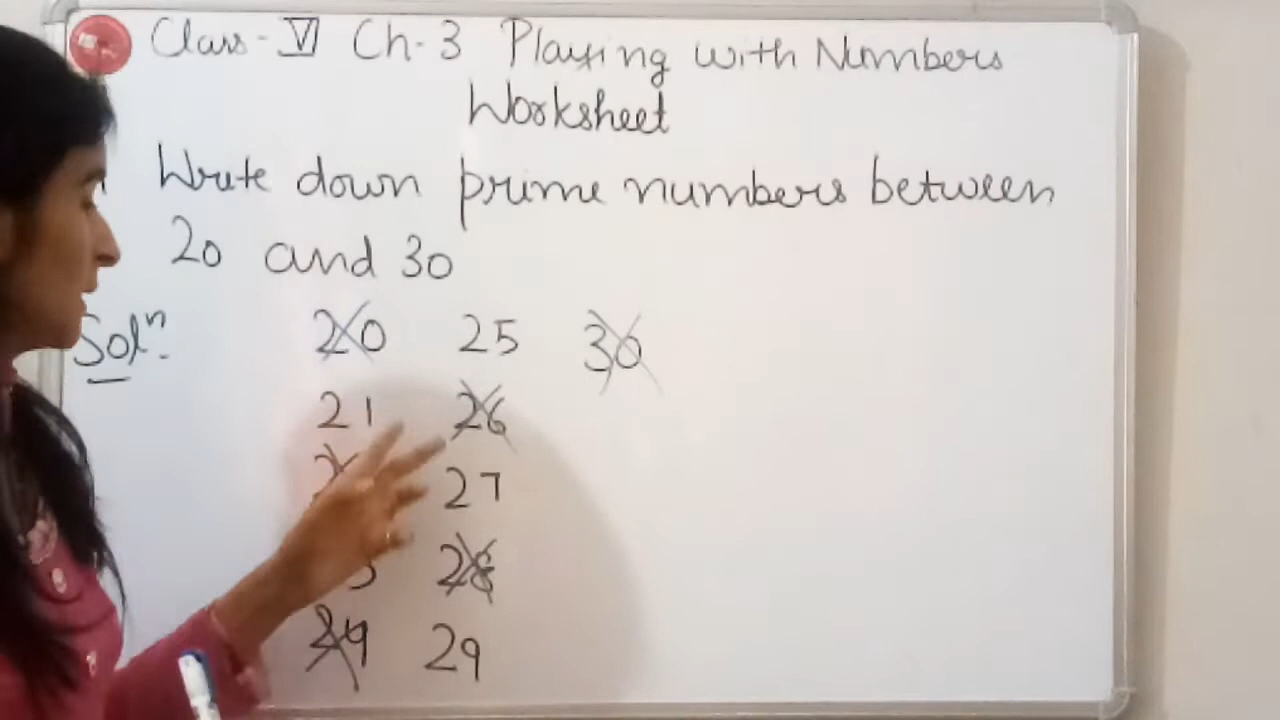 Class - VI Ch-3 Playing with Numbers
Worksheet
Write down prime numbers between
20 and 30
Solⁿ. 20 25 30
21 26
27
28
24 29